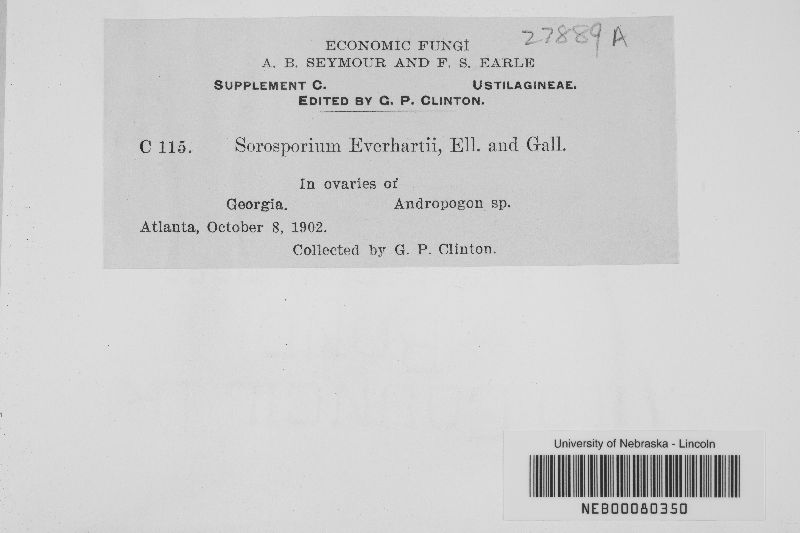 27889 A
ECONOMIC FUNGI
A. B. SEYMOUR AND F. S. EARLE
SUPPLEMENT C. USTILAGINEAE.
EDITED BY G. P. CLINTON.
C 115. Sorosporium Everhartii, Ell. and Gall.
In ovaries of
Georgia. Andropogon sp.
Atlanta, October 8, 1902.
Collected by G. P. Clinton.
University of Nebraska - Lincoln
NEB00080350